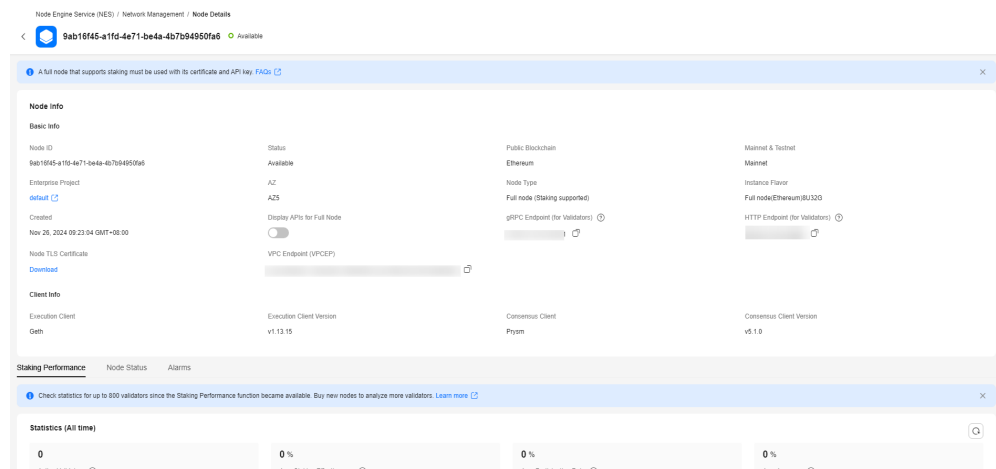 Node Engine Service (NES) / Network Management / Node Details
9ab16f45-a1fd-4e71-be4a-4b7b94950fa6 Available
A full node that supports staking must be used with its certificate and API key. FAQs
Node Info
Basic Info
Node ID Status Public Blockchain Mainnet & Testnet
9ab16f45-a1fd-4e71-be4a-4b7b94950fa6 Available Ethereum Mainnet
Enterprise Project AZ Node Type Instance Flavor
default AZ5 Full node (Staking supported) Full node(Ethereum)8U32G
Created Display APIs for Full Node gRPC Endpoint (for Validators) HTTP Endpoint (for Validators)
Nov 26, 2024 09:23:04 GMT+08:00
Node TLS Certificate VPC Endpoint (VPCEP)
Download
Client Info
Execution Client Execution Client Version Consensus Client Consensus Client Version
Geth v1.13.15 Prysm v5.1.0
Staking Performance Node Status Alarms
Check statistics for up to 800 validators since the Staking Performance function became available. Buy new nodes to analyze more validators. Learn more
Statistics (All time)
0 0 % 0 % 0 %